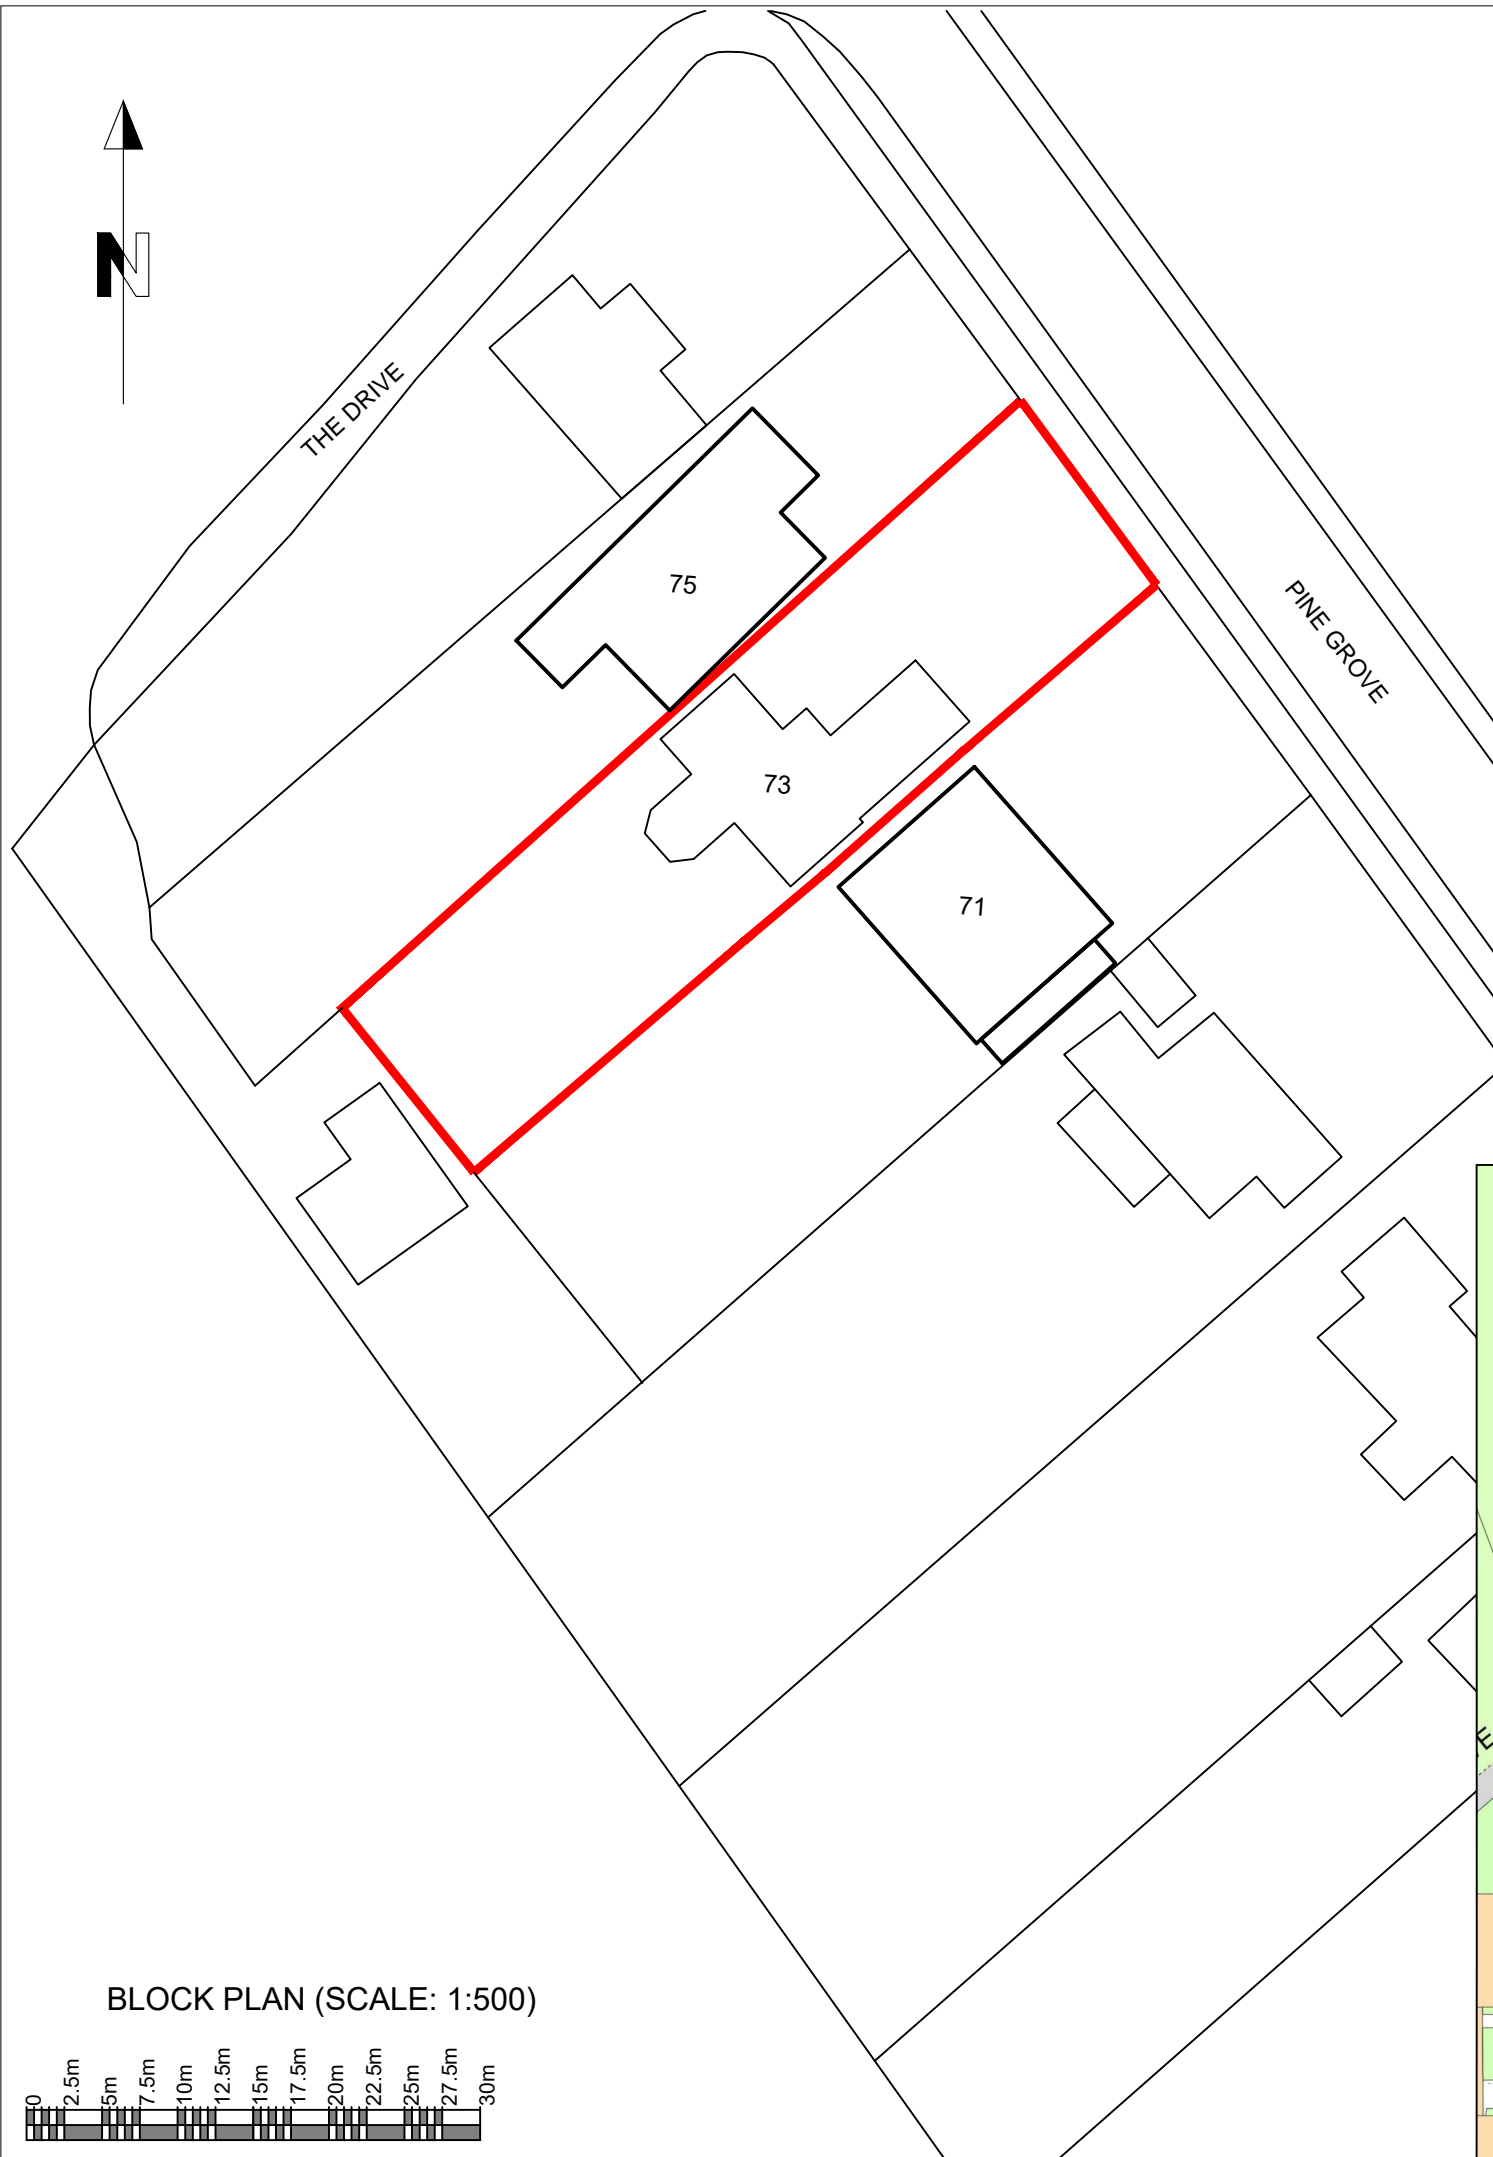 N
THE DRIVE
75
PINE GROVE
73
71
BLOCK PLAN (SCALE: 1:500)
0 2.5m 5m 7.5m 10m 12.5m 15m 17.5m 20m 22.5m 25m 27.5m 30m